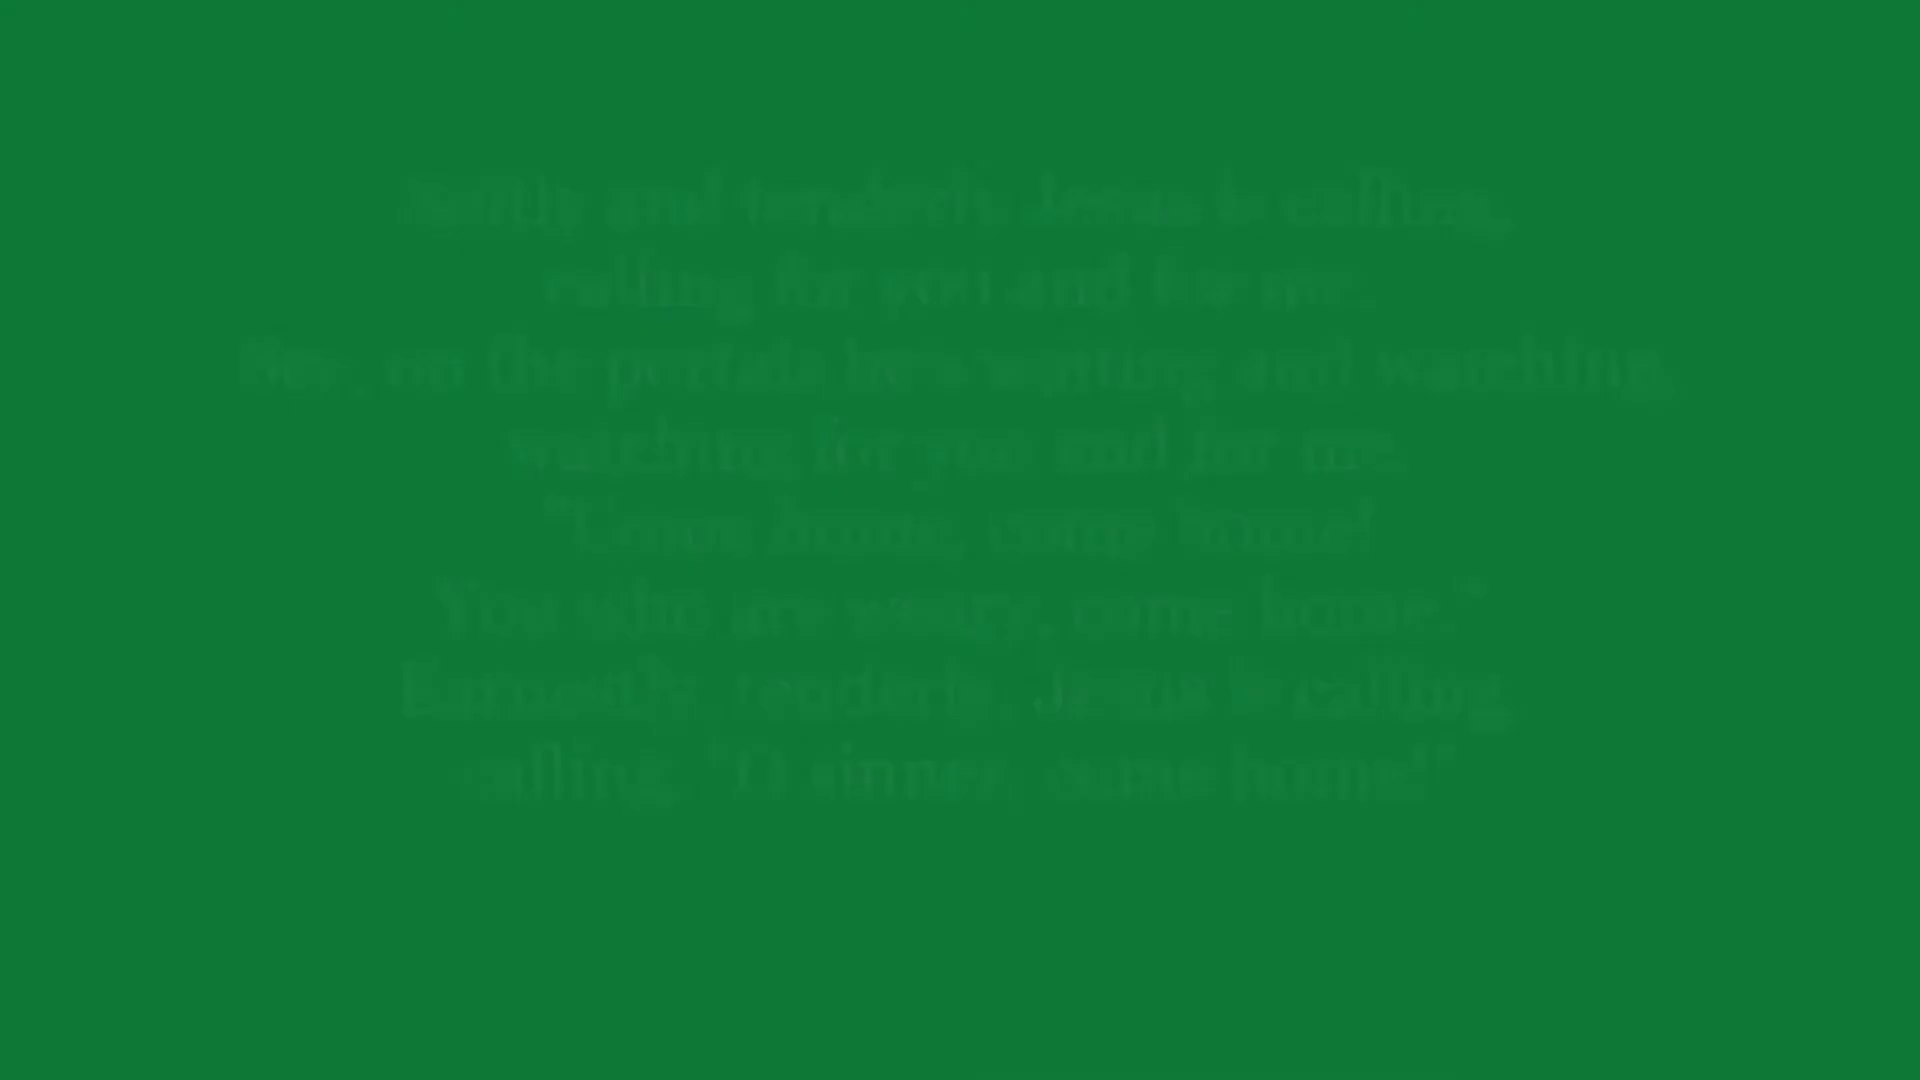 Softly and tenderly Jesus is calling,
calling for you and for me.
See, on the portals he's waiting and watching,
watching for you and for me.
"Come home, come home!
You who are weary, come home."
Earnestly, tenderly, Jesus is calling,
calling, "O sinner, come home!"